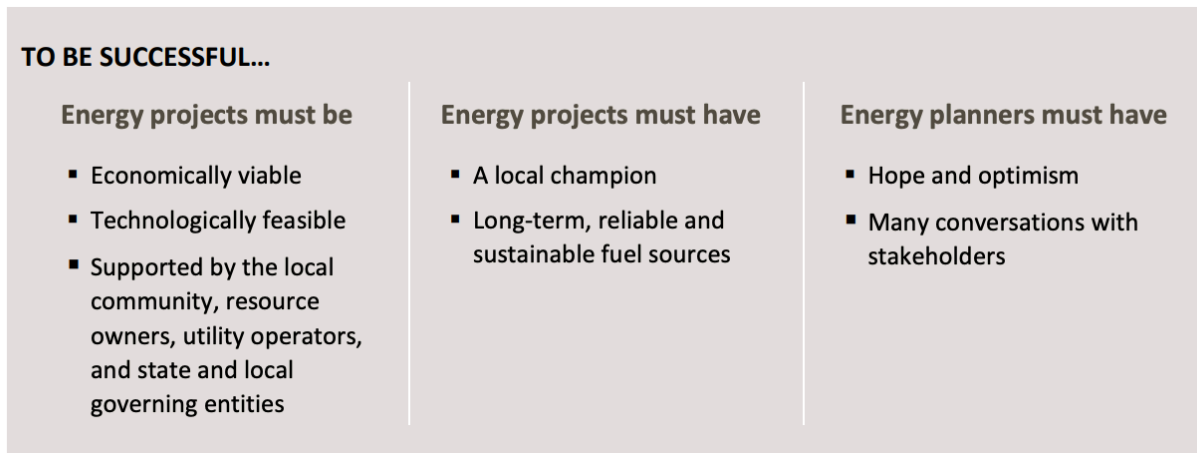 TO BE SUCCESSFUL…
Energy projects must be
▪ Economically viable
▪ Technologically feasible
▪ Supported by the local
community, resource
owners, utility operators,
and state and local
governing entities
Energy projects must have
▪ A local champion
▪ Long-term, reliable and
sustainable fuel sources
Energy planners must have
▪ Hope and optimism
▪ Many conversations with
stakeholders